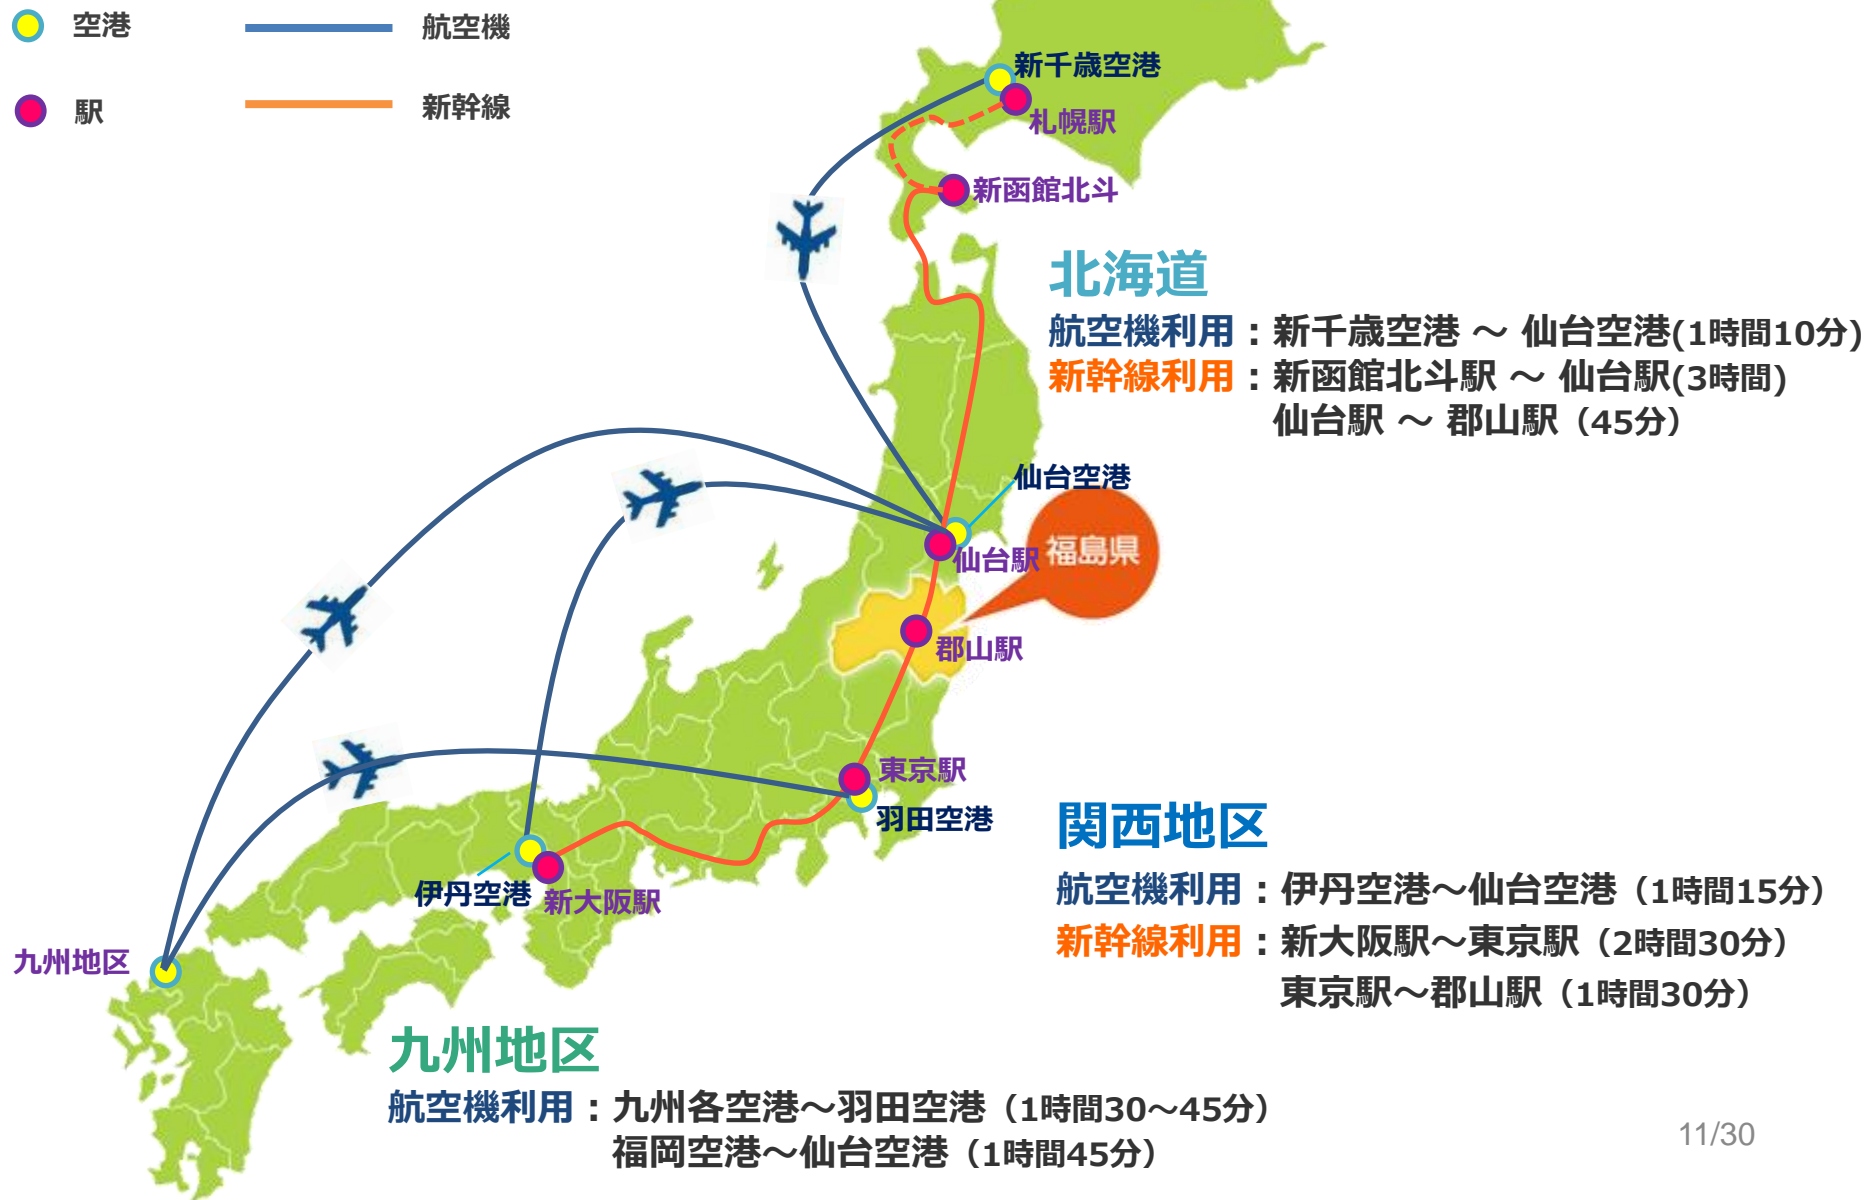 空港
航空機
駅
新幹線
新千歳空港
札幌駅
新函館北斗
北海道
航空機利用：新千歳空港 ～ 仙台空港(1時間10分)
新幹線利用：新函館北斗駅 ～ 仙台駅(3時間)
仙台駅 ～ 郡山駅（45分）
仙台空港
仙台駅
福島県
郡山駅
東京駅
羽田空港
伊丹空港
新大阪駅
関西地区
航空機利用：伊丹空港～仙台空港（1時間15分）
新幹線利用：新大阪駅～東京駅（2時間30分）
東京駅～郡山駅（1時間30分）
九州地区
九州地区
航空機利用：九州各空港～羽田空港（1時間30～45分）
福岡空港～仙台空港（1時間45分）
11/30